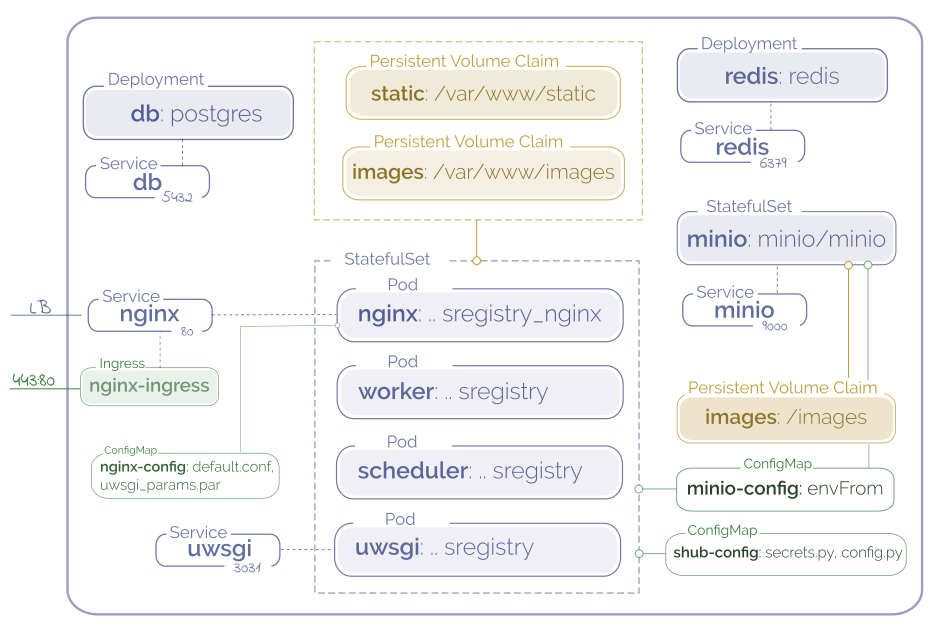 Deployment
db: postgres
Service
db
5432
Persistent Volume Claim
static: /var/www/static
Persistent Volume Claim
images: /var/www/images
Deployment
redis: redis
Service
redis
6379
StatefulSet
minio: minio/minio
Service
minio
9000
LB
Service
nginx
80
44380
Ingress
nginx-ingress
ConfigMap
nginx-config: default.conf,
uwsgi_params.par
Service
uwsgi
3031
StatefulSet
Pod
nginx: .. sregistry_nginx
Pod
worker: .. sregistry
Pod
scheduler: .. sregistry
Pod
uwsgi: .. sregistry
Persistent Volume Claim
images: /images
ConfigMap
minio-config: envFrom
ConfigMap
shub-config: secrets.py, config.py